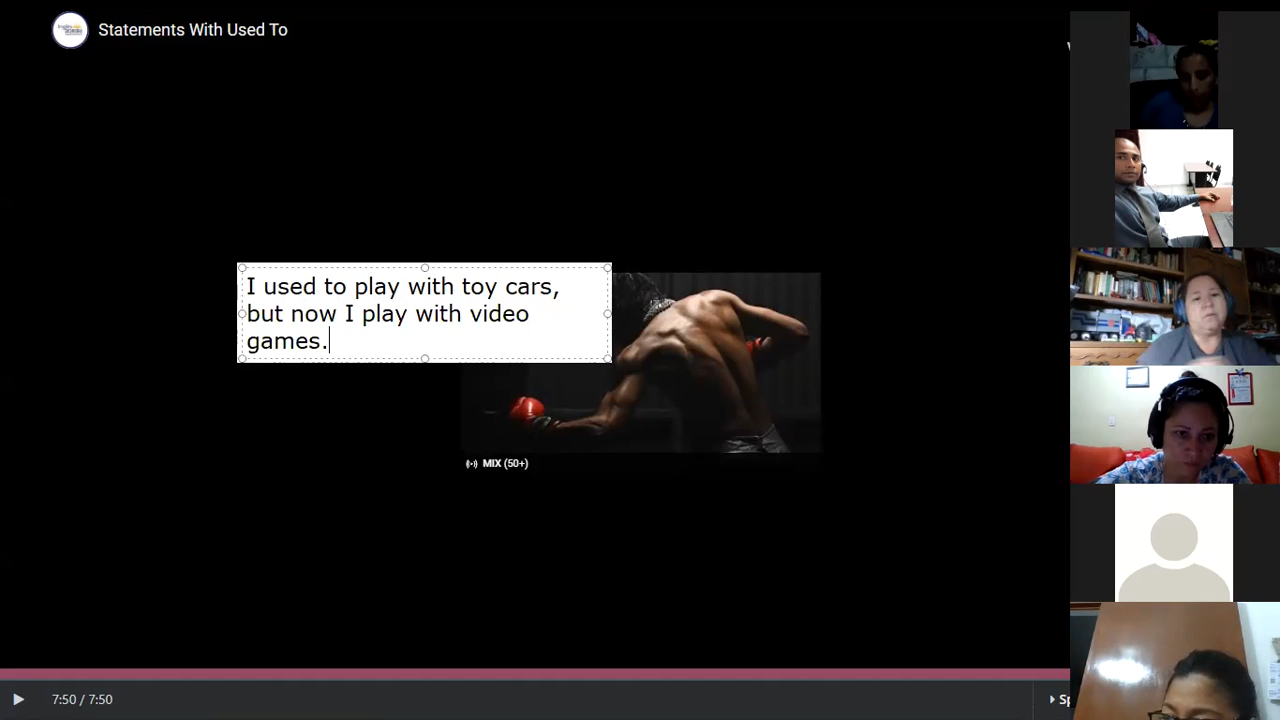 Statements With Used To
I used to play with toy cars,
but now I play with video
games.
MIX (50+)
7:50 / 7:50